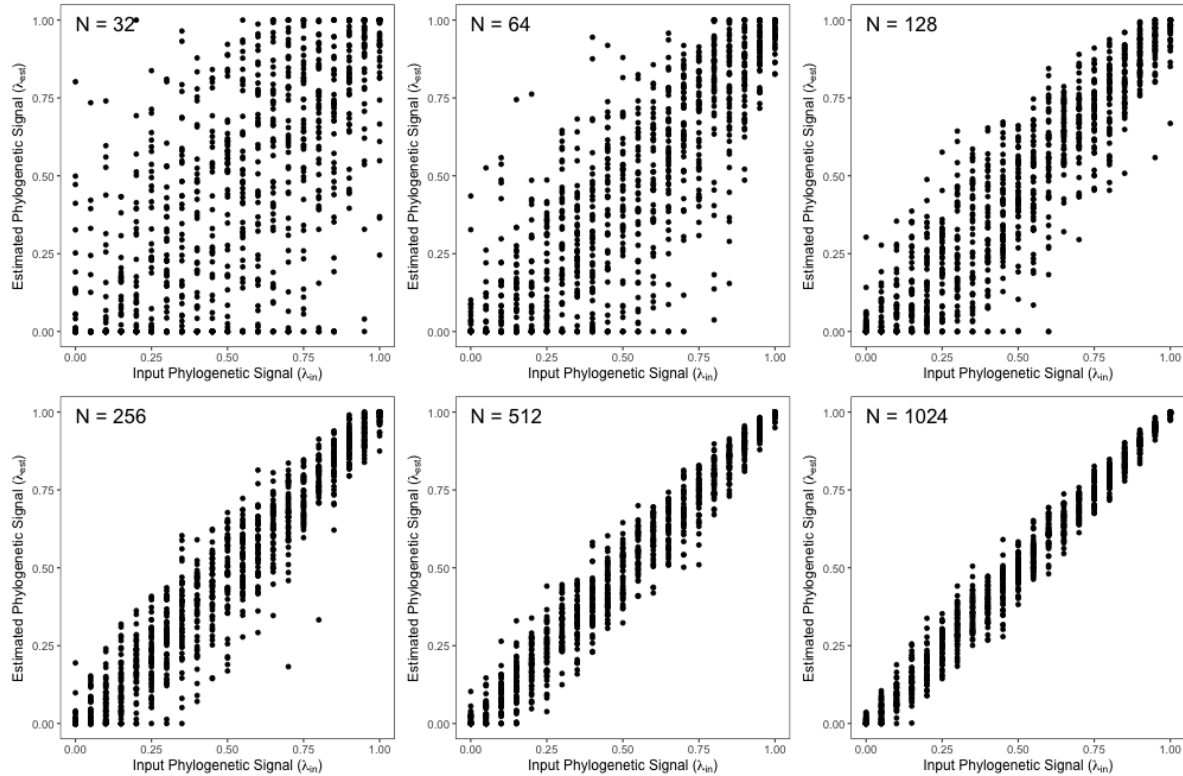 N = 32
1.00
0.75
0.50
0.25
0.00
Estimated Phylogenetic Signal (λest)
0.00 0.25 0.50 0.75 1.00
Input Phylogenetic Signal (λin)
N = 64
1.00
0.75
0.50
0.25
0.00
Estimated Phylogenetic Signal (λest)
0.00 0.25 0.50 0.75 1.00
Input Phylogenetic Signal (λin)
N = 128
1.00
0.75
0.50
0.25
0.00
Estimated Phylogenetic Signal (λest)
0.00 0.25 0.50 0.75 1.00
Input Phylogenetic Signal (λin)
N = 256
1.00
0.75
0.50
0.25
0.00
Estimated Phylogenetic Signal (λest)
0.00 0.25 0.50 0.75 1.00
Input Phylogenetic Signal (λin)
N = 512
1.00
0.75
0.50
0.25
0.00
Estimated Phylogenetic Signal (λest)
0.00 0.25 0.50 0.75 1.00
Input Phylogenetic Signal (λin)
N = 1024
1.00
0.75
0.50
0.25
0.00
Estimated Phylogenetic Signal (λest)
0.00 0.25 0.50 0.75 1.00
Input Phylogenetic Signal (λin)